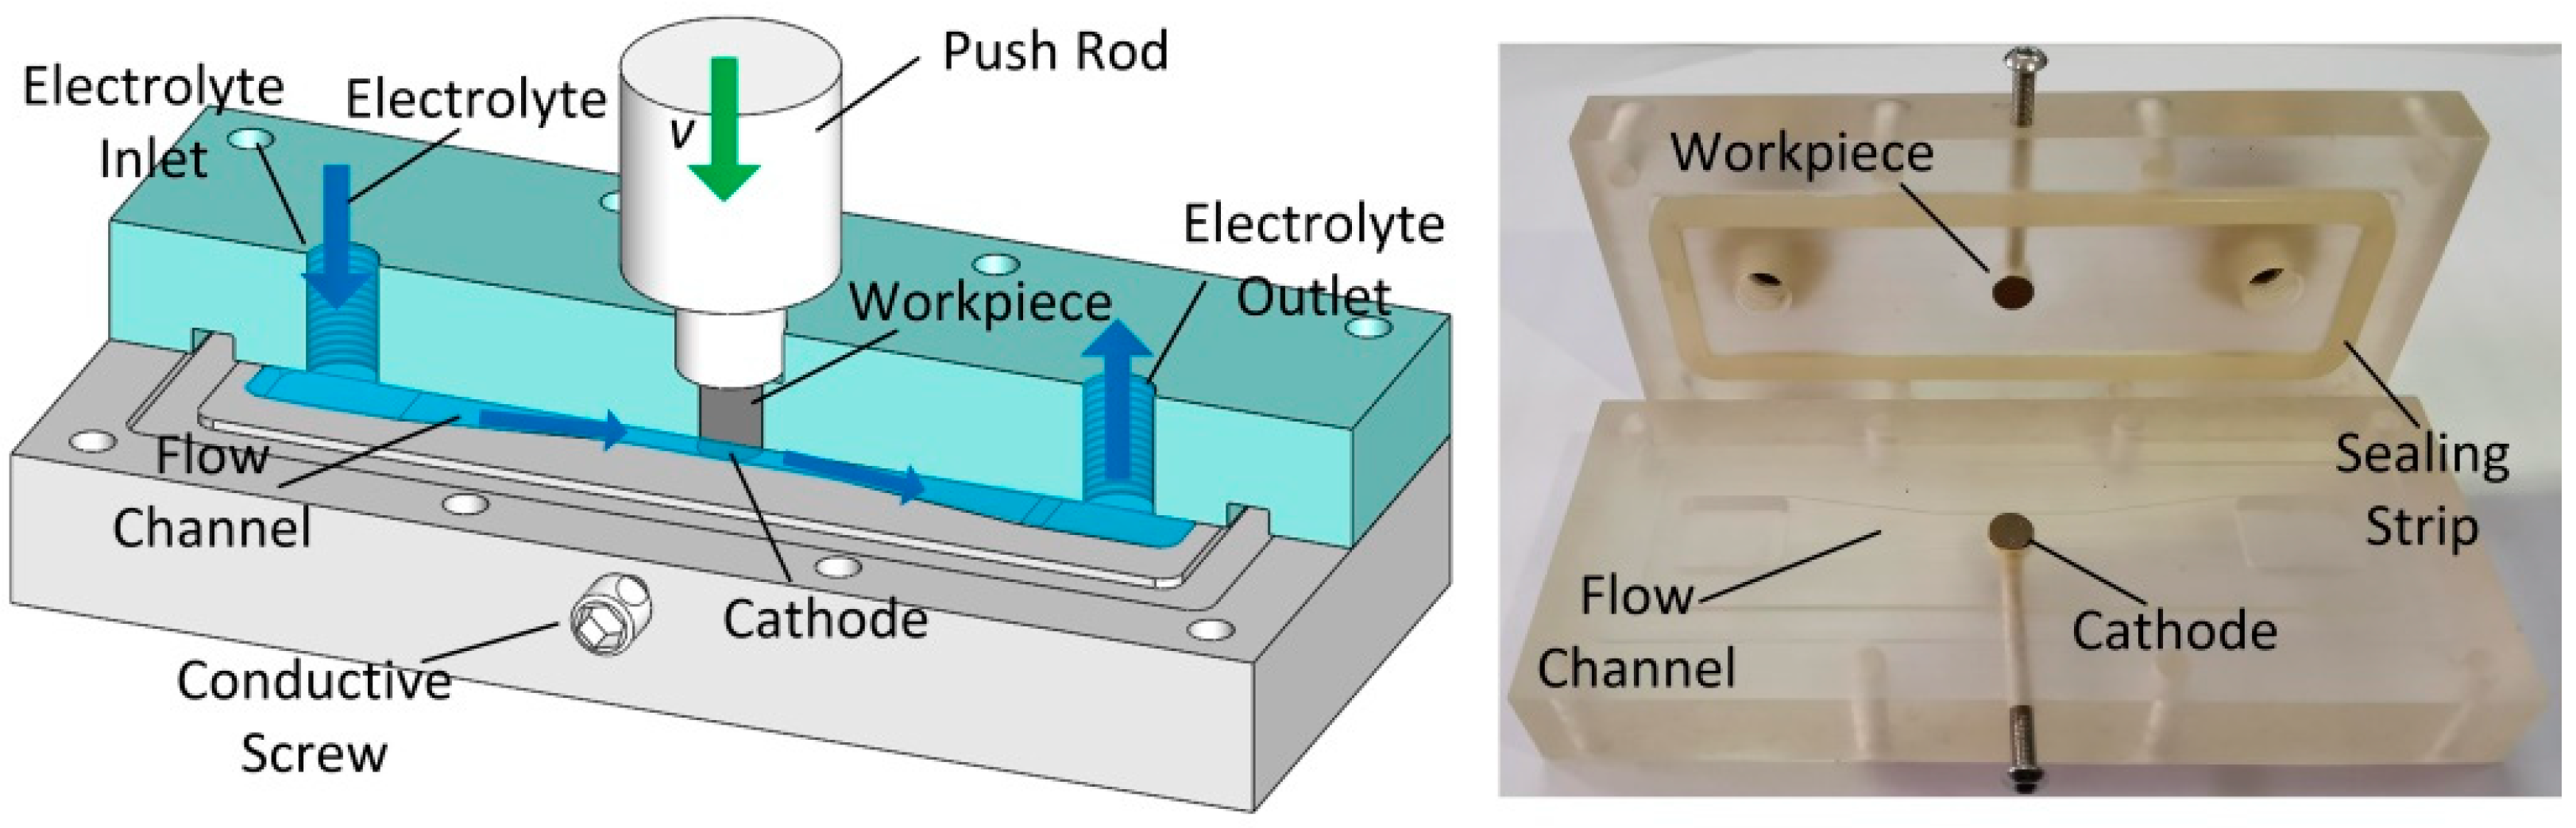 Electrolyte
Inlet
Electrolyte
v
Push Rod
Electrolyte
Outlet
Workpiece
Flow
Channel
Cathode
Conductive
Screw
Workpiece
Sealing
Strip
Flow
Channel
Cathode